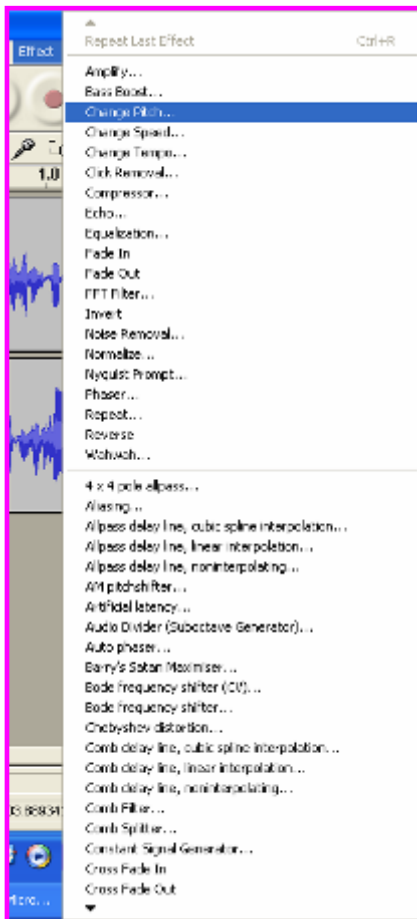 Effect
Repeat Last Effect Ctrl+R
Amplify...
Bass Boost...
Change Pitch...
Change Speed...
Change Tempo...
Click Removal...
1.0
Compressor...
Echo...
Equalization...
Fade In
Fade Out
FFT Filter...
Invert
Noise Removal...
Normalize...
Nyquist Prompt...
Phaser...
Repeat...
Reverse
Wahwah...
4 x 4 pole allpass...
Aliasing...
Allpass delay line, cubic spline interpolation...
Allpass delay line, linear interpolation...
Allpass delay line, noninterpolating...
AM pitchshifter...
Artificial latency...
Audio Divider (Suboctave Generator)...
Auto phaser...
Barry's Satan Maximiser...
Bode frequency shifter (CV)...
Bode frequency shifter...
Chebyshev distortion...
Comb delay line, cubic spline interpolation...
Comb delay line, linear interpolation...
Comb delay line, noninterpolating...
Comb Filter...
Comb Splitter...
Constant Signal Generator...
Cross Fade In
Cross Fade Out